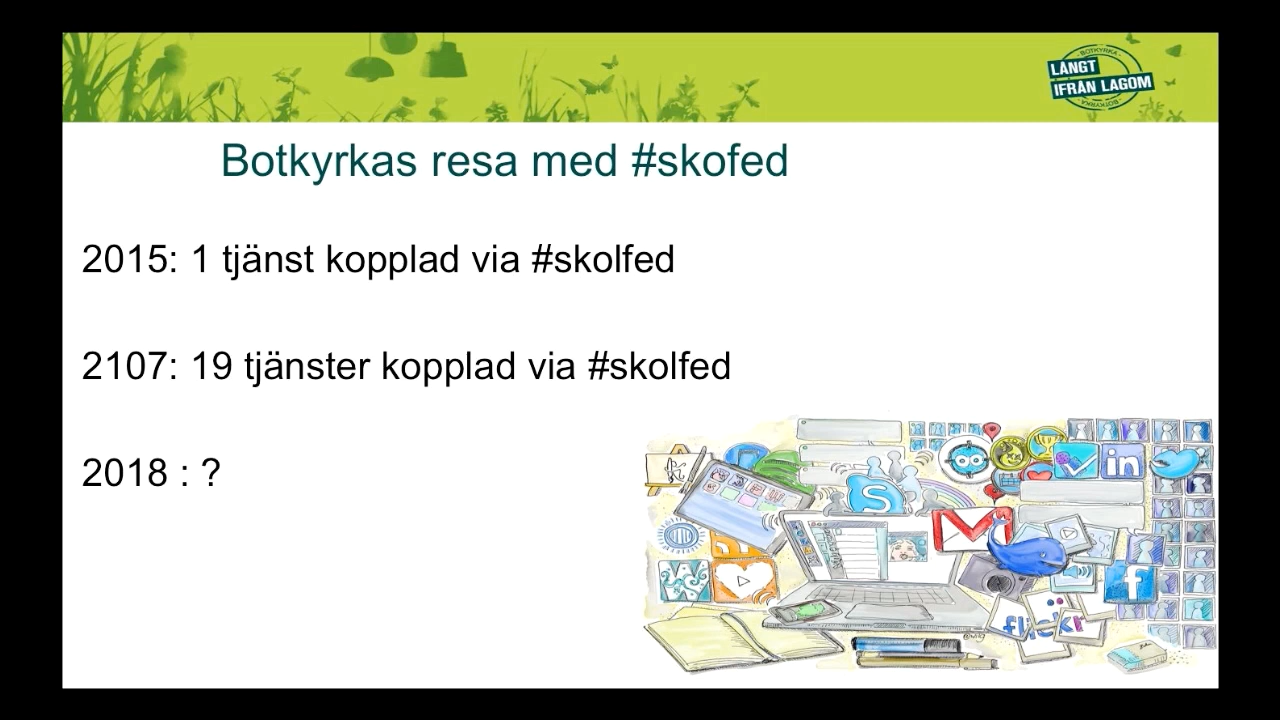 BOTKYRKA
LÅNGT
IFRÅN LAGOM
BOTKYRKA
Botkyrkas resa med #skofed
2015: 1 tjänst kopplad via #skolfed
2107: 19 tjänster kopplad via #skolfed
2018 : ?
S
in
f
flickr